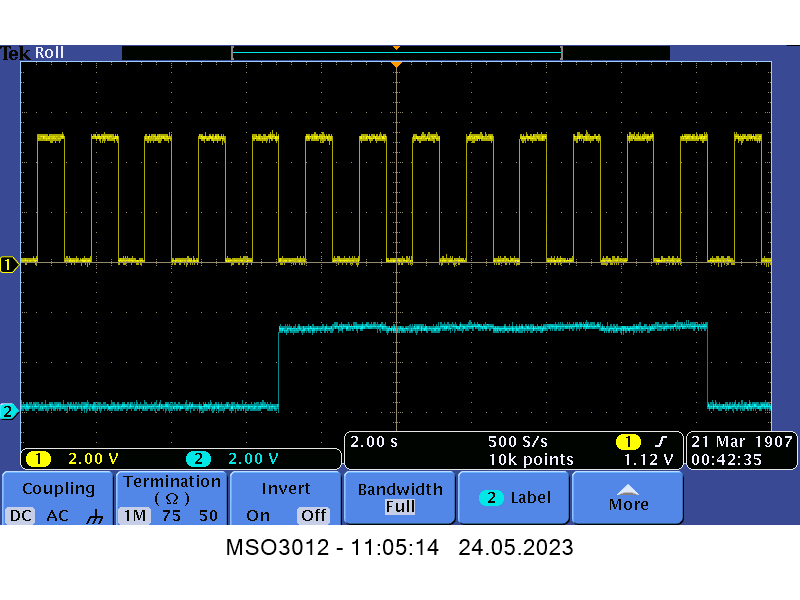 Tek Roll
1
2
1 2.00 V 2 2.00 V
2.00 s 500 S/s 1
10k points 1.12 V
21 Mar 1907
00:42:35
Coupling
DC AC
Termination
(Ω)
1M 75 50
Invert
On Off
Bandwidth
Full
2 Label
More
MSO3012 - 11:05:14 24.05.2023